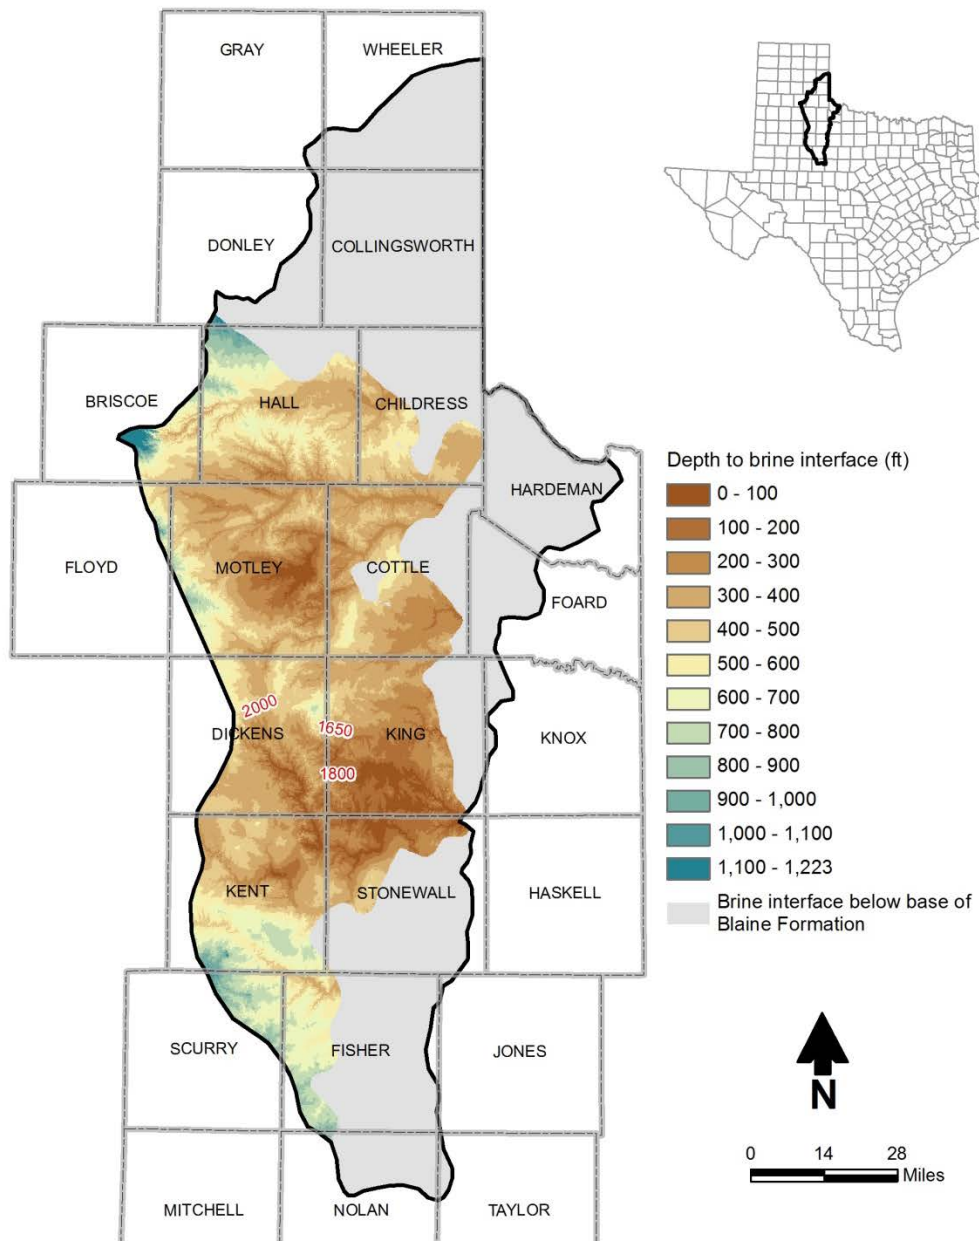 GRAY
WHEELER
DONLEY
COLLINGSWORTH
BRISCOE
HALL
CHILDRESS
HARDEMAN
FLOYD
MOTLEY
COTTLE
FOARD
2000
1650
DICKENS
KING
KNOX
1800
KENT
STONEWALL
HASKELL
SCURRY
FISHER
JONES
MITCHELL
NOLAN
TAYLOR
Depth to brine interface (ft)
0 - 100
100 - 200
200 - 300
300 - 400
400 - 500
500 - 600
600 - 700
700 - 800
800 - 900
900 - 1,000
1,000 - 1,100
1,100 - 1,223
Brine interface below base of
Blaine Formation
N
0 14 28
Miles